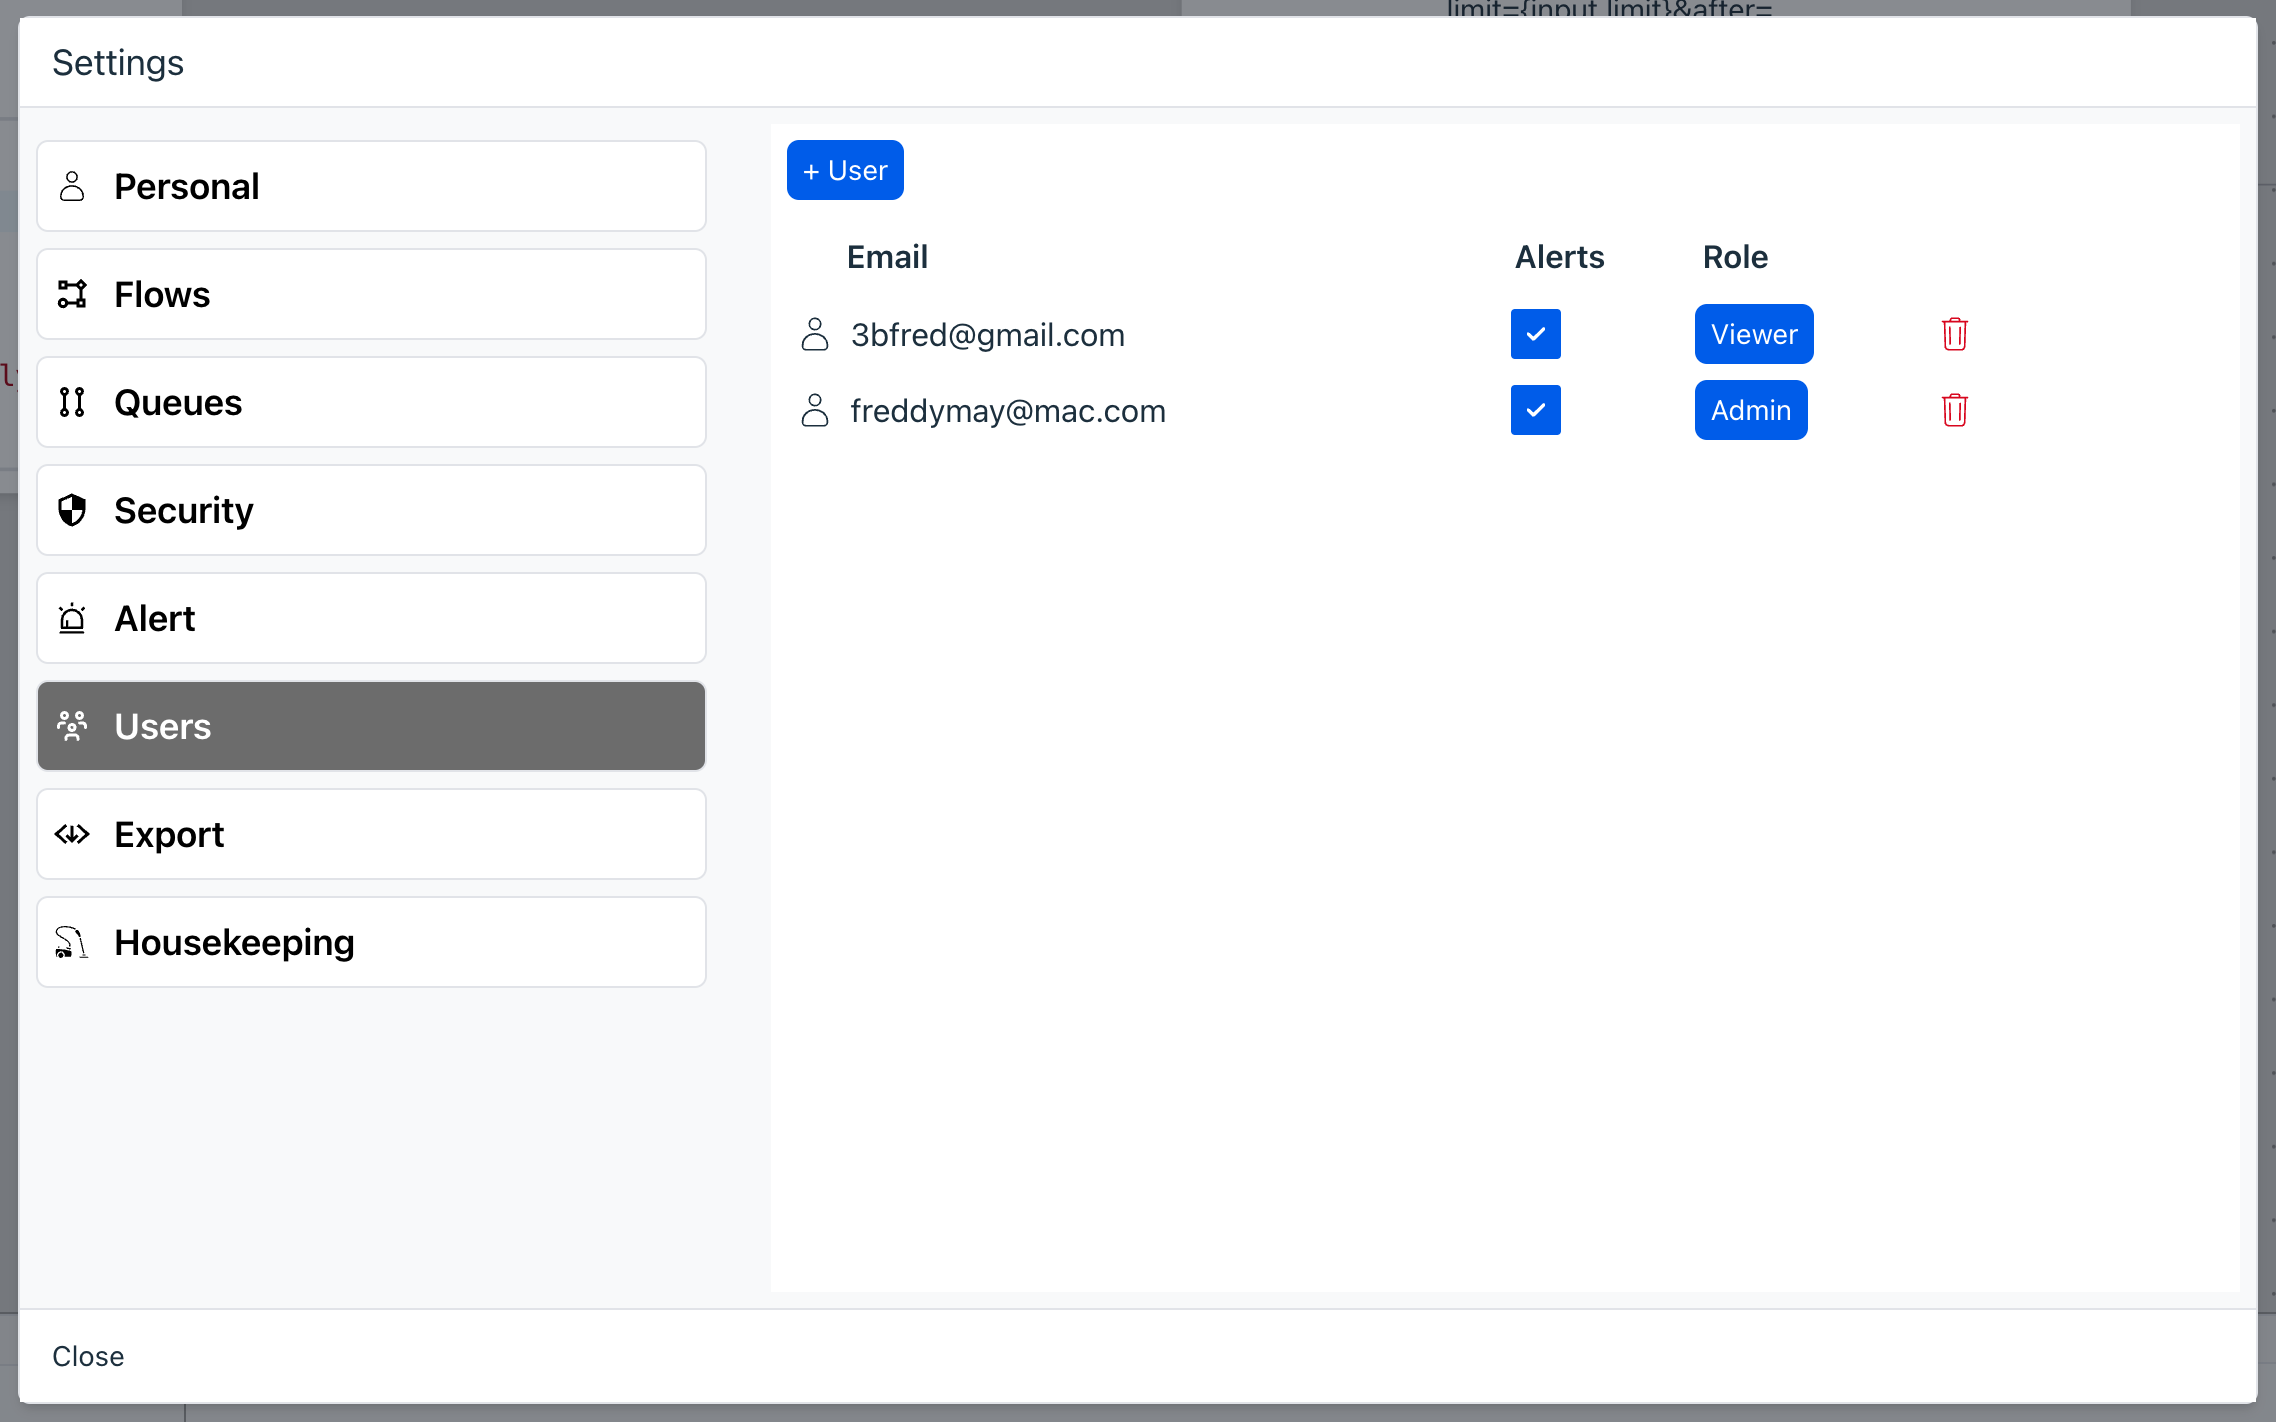 limit={input.limit}&after=
Settings
Personal
Flows
Queues
Security
Alert
Users
Export
Housekeeping
+ User
Email Alerts Role
3bfred@gmail.com Viewer
freddymay@mac.com Admin
Close